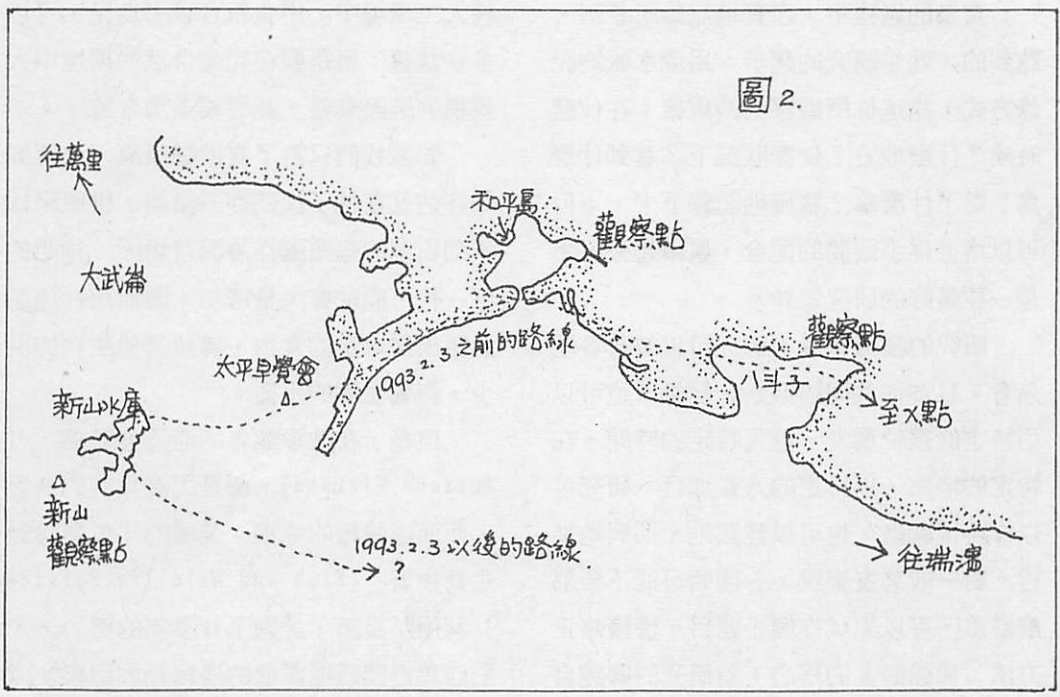 圖2.
往萬里
和平島
觀察點
大武崙
1993.2.3之前的路線
觀察點
太平早覺會
八斗子
新山水庫
至X點
新山
觀察點
1993.2.3以後的路線
?
往瑞濱